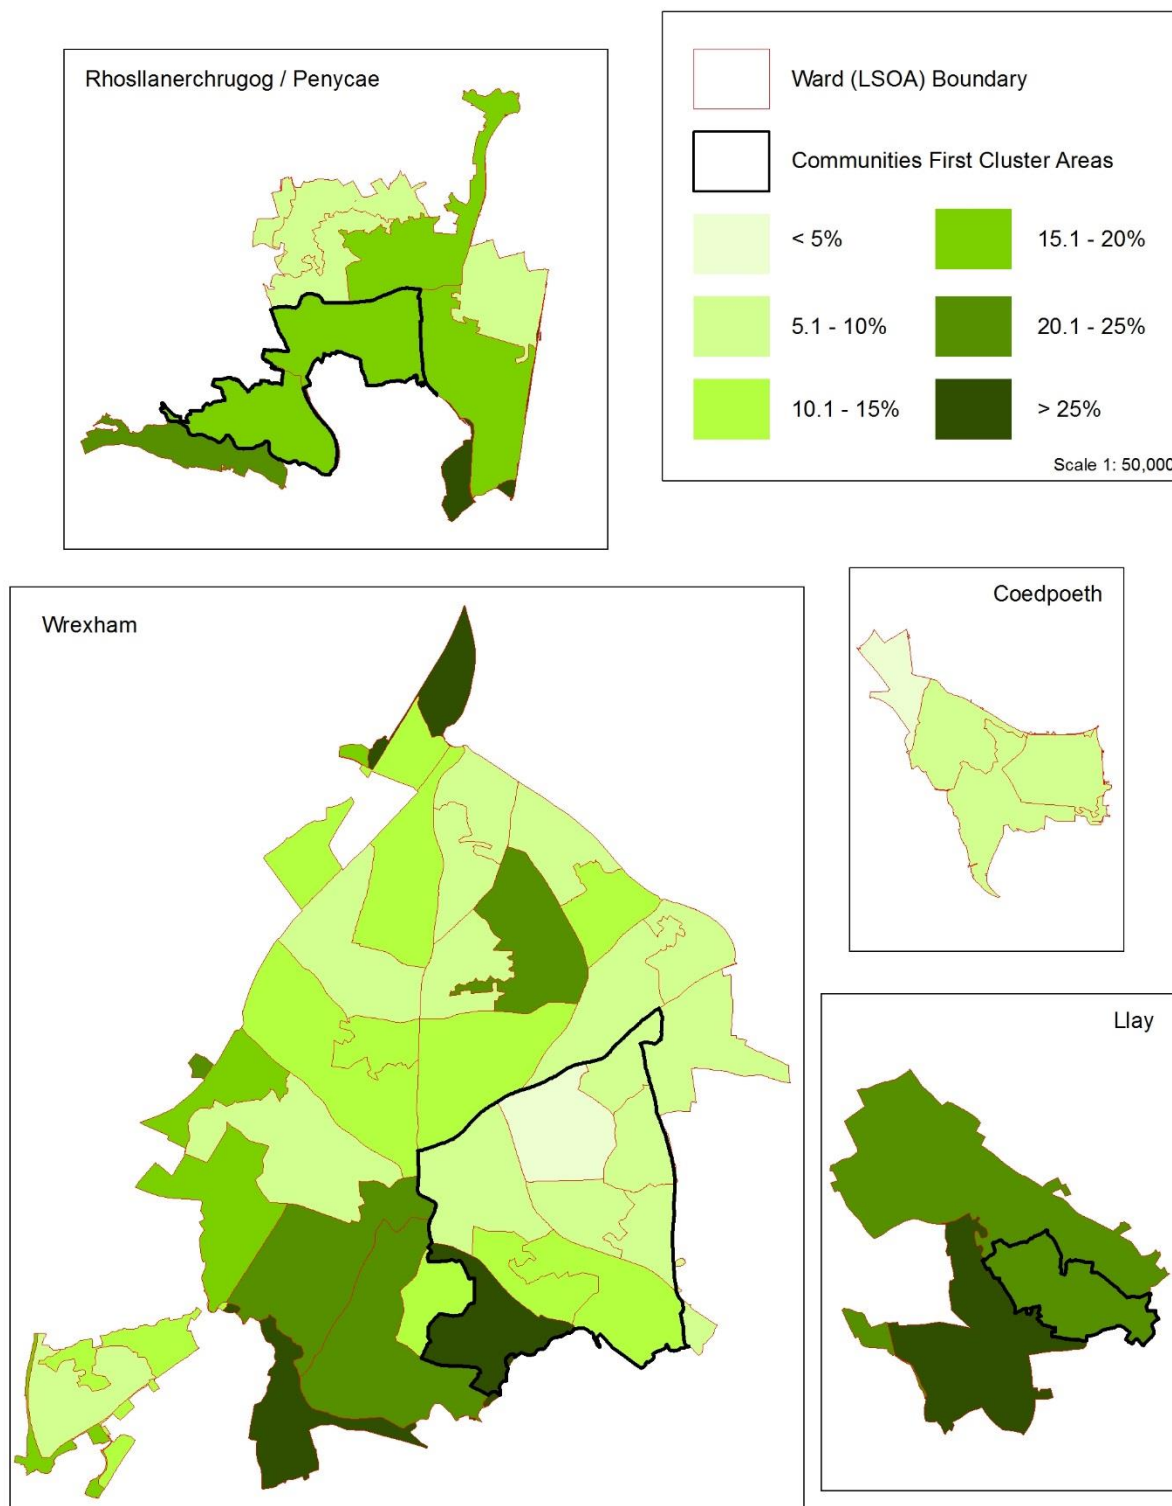 Rhosllanerchrugog / Penycae
Ward (LSOA) Boundary
Communities First Cluster Areas
< 5%
15.1 - 20%
5.1 - 10%
20.1 - 25%
10.1 - 15%
> 25%
Scale 1: 50,000
Wrexham
Coedpoeth
Llay